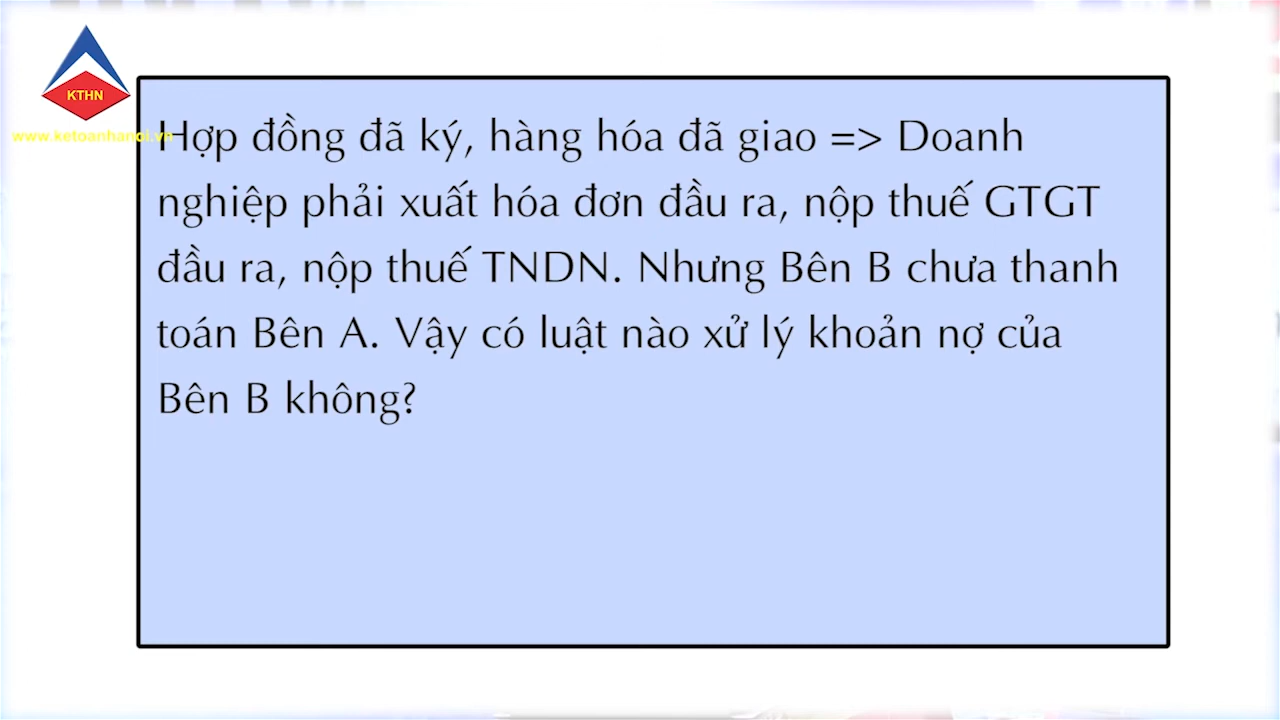 KTHN
www.ketoanhanoi.vn
Hợp đồng đã ký, hàng hóa đã giao => Doanh
nghiệp phải xuất hóa đơn đầu ra, nộp thuế GTGT
đầu ra, nộp thuế TNDN. Nhưng Bên B chưa thanh
toán Bên A. Vậy có luật nào xử lý khoản nợ của
Bên B không?